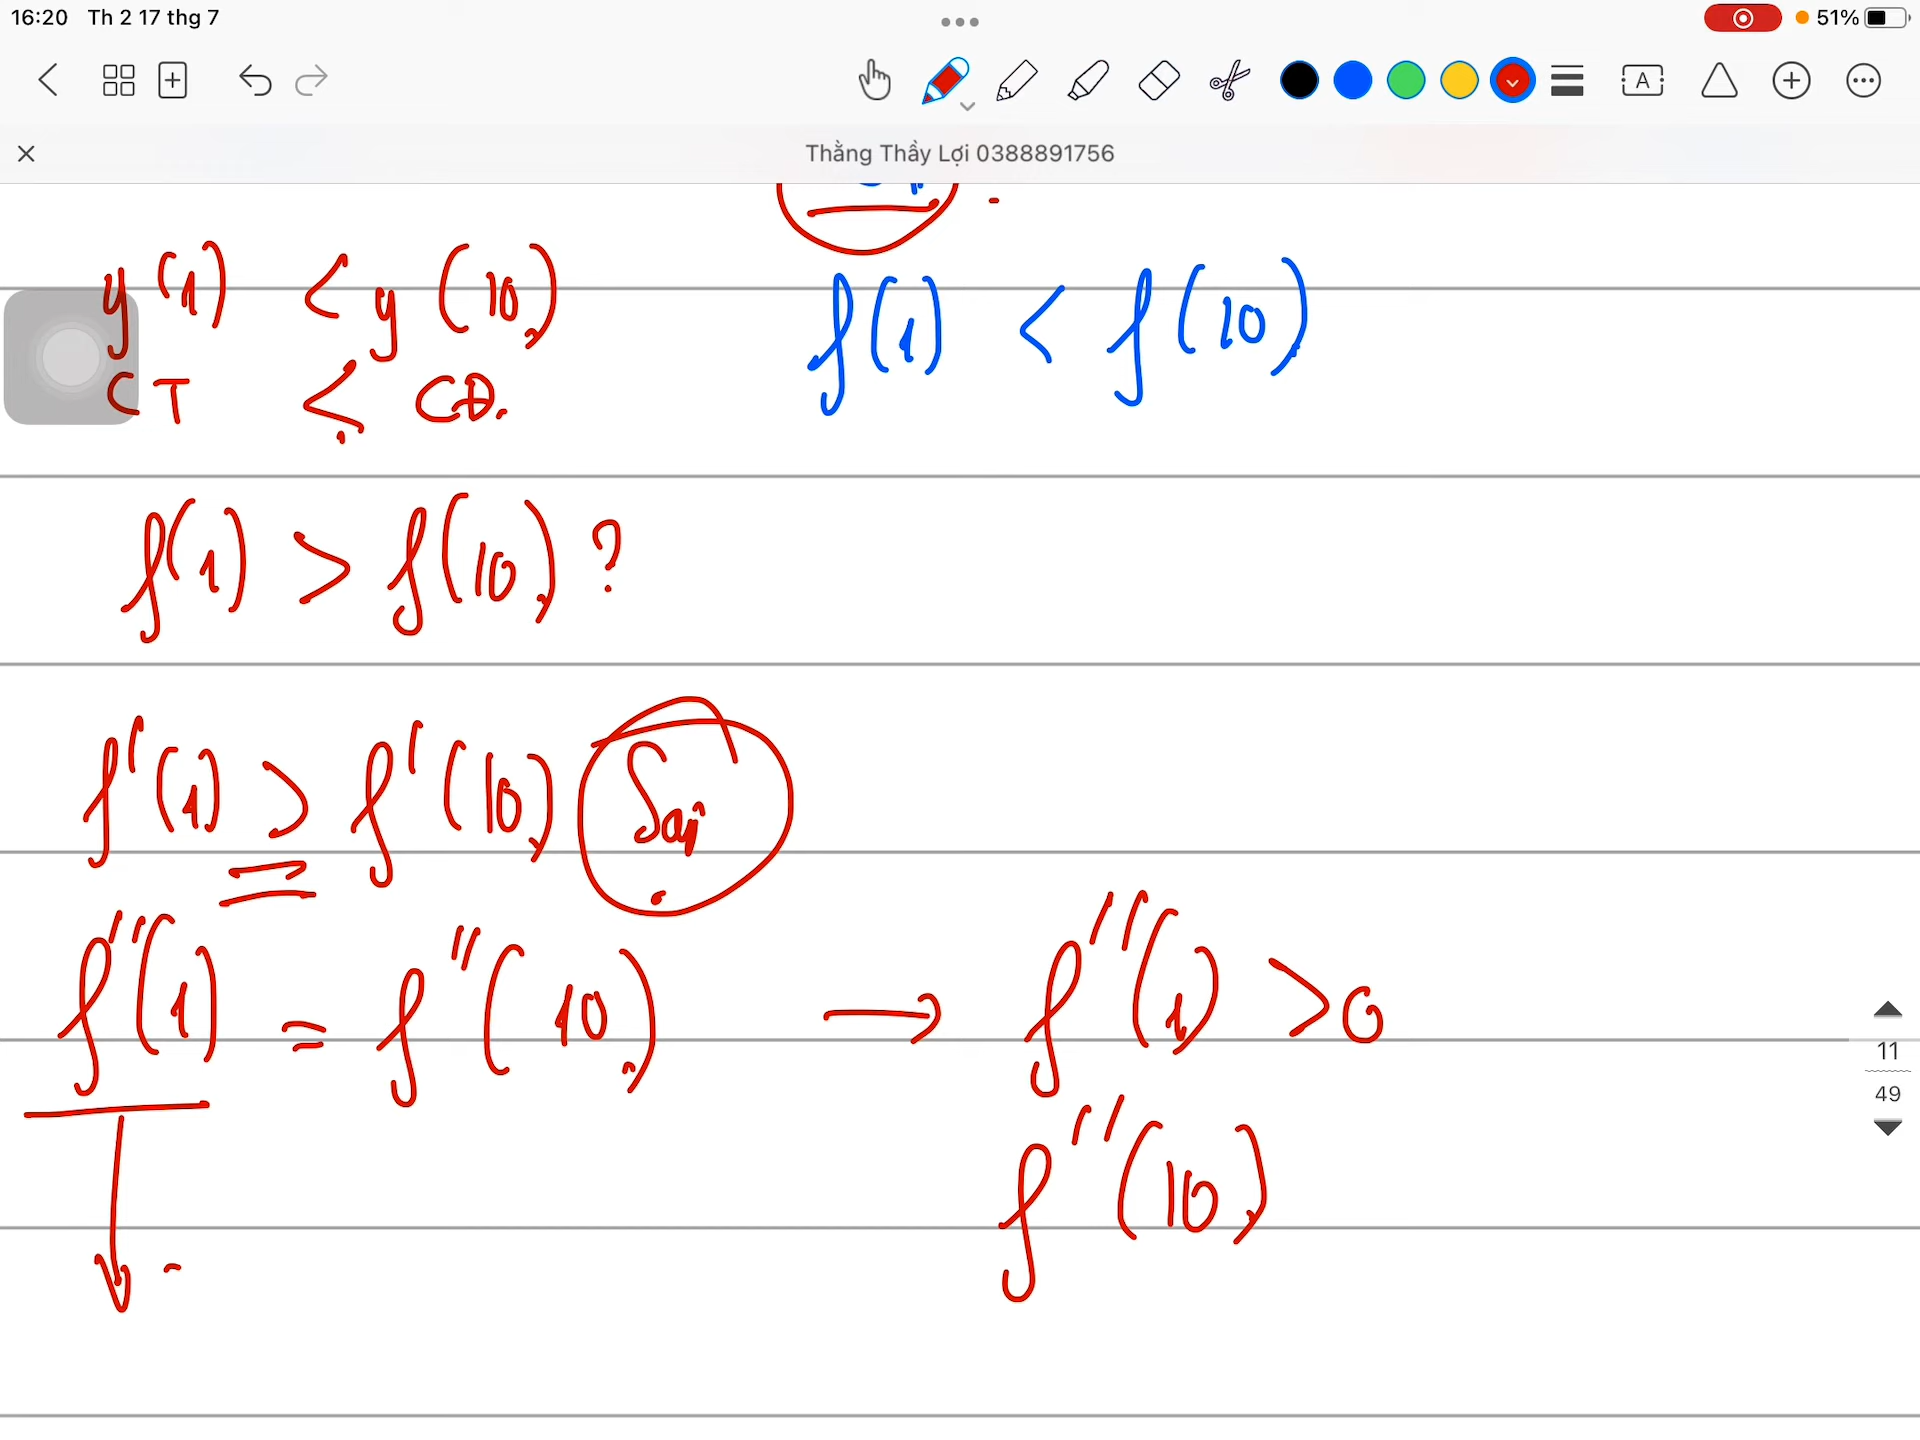 16:20 Th 2 17 thg 7 51%
A
Thắng Thầy Lợi 0388891756
y(1) < y(10)
f(1) < f(10)
CT < CĐ.
f(1) > f(10)?
f'(1) > f'(10) Sai
f''(1) = f''(10) → f''(1) > 0
11
49
f''(10)